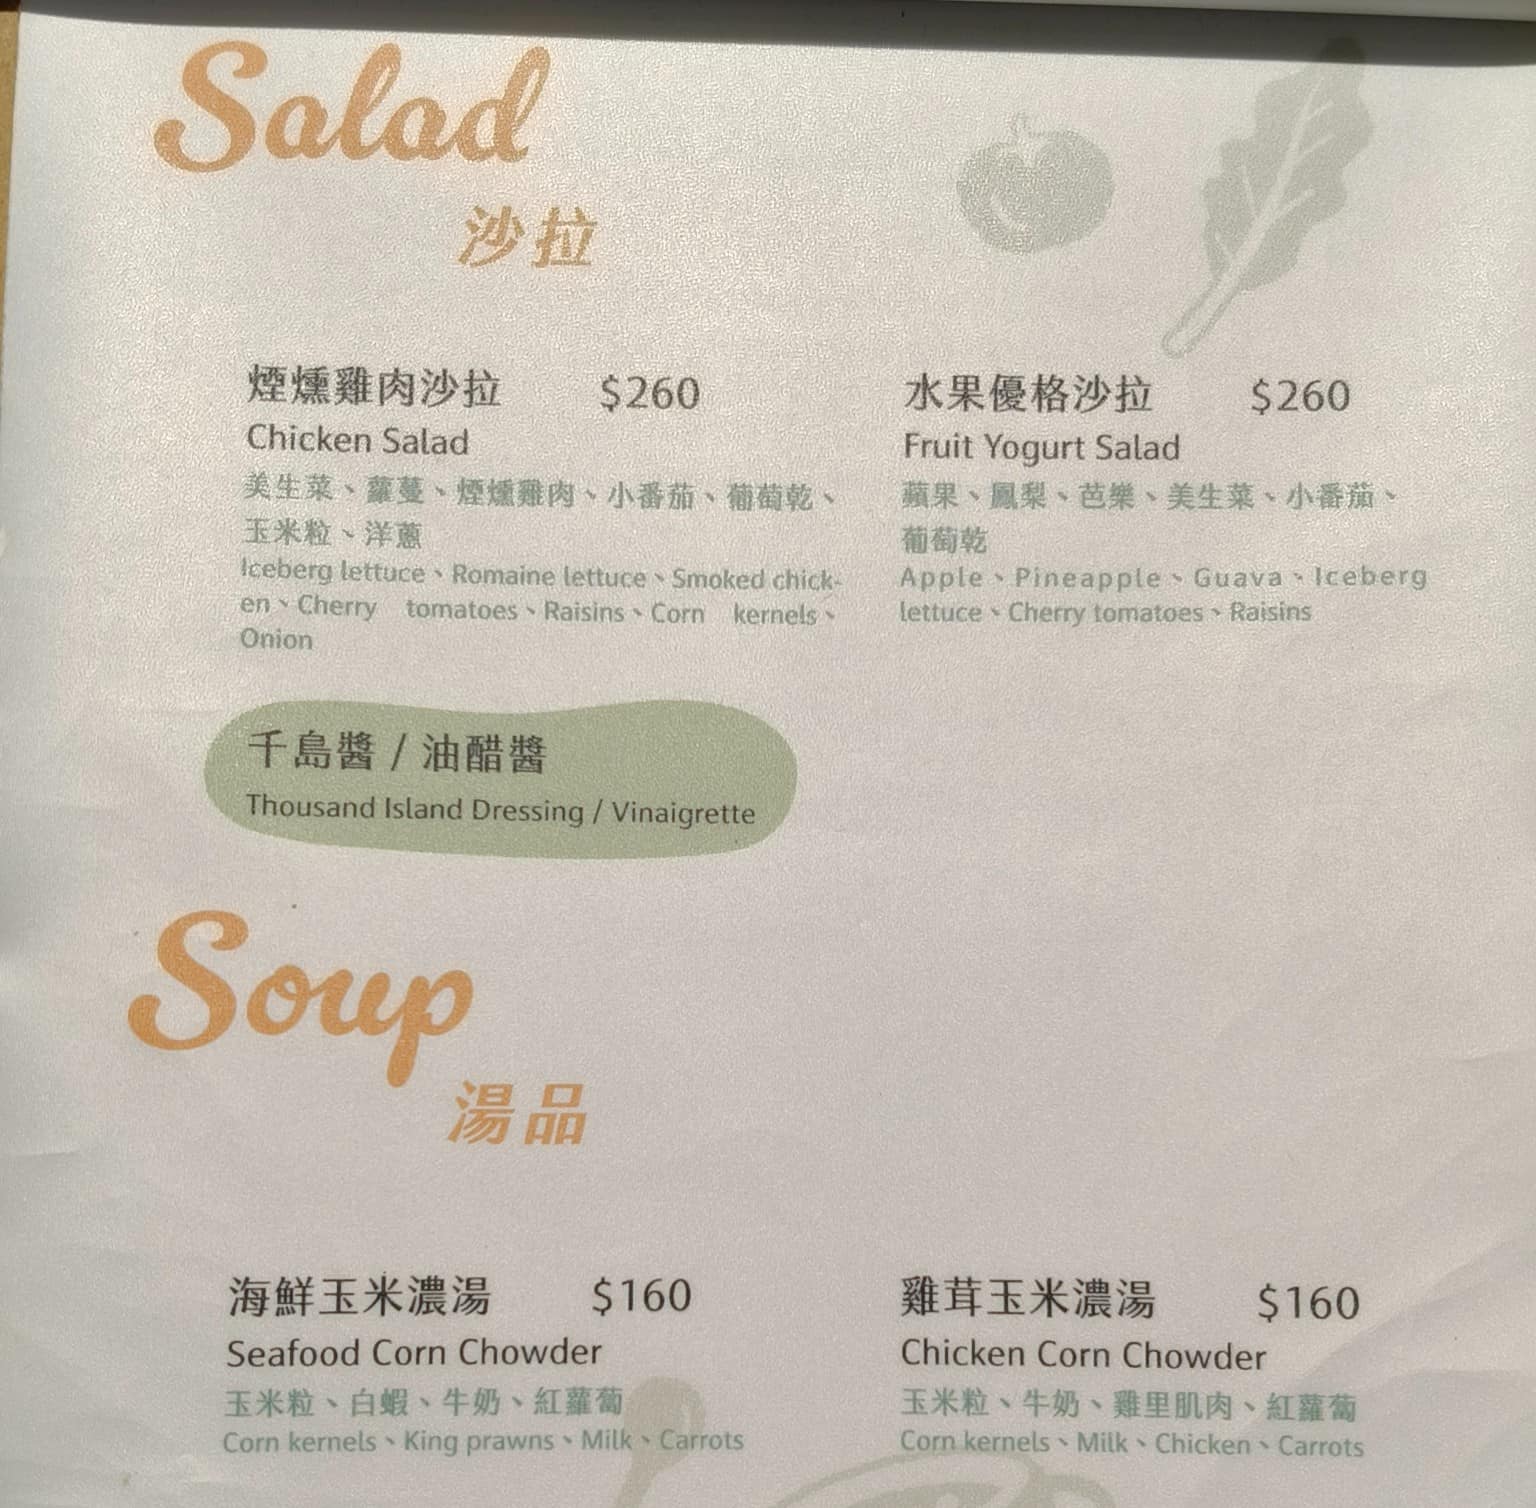 Salad
沙拉
煙燻雞肉沙拉 $260
Chicken Salad
美生菜、蘿蔓、煙燻雞肉、小番茄、葡萄乾、
玉米粒、洋蔥
Iceberg lettuce、Romaine lettuce、Smoked chick-
en、Cherry tomatoes、Raisins、Corn kernels、
Onion
水果優格沙拉 $260
Fruit Yogurt Salad
蘋果、鳳梨、芭樂、美生菜、小番茄、
葡萄乾
Apple、Pineapple、Guava、Iceberg
lettuce、Cherry tomatoes、Raisins
千島醬 / 油醋醬
Thousand Island Dressing / Vinaigrette
Soup
湯品
海鮮玉米濃湯 $160
Seafood Corn Chowder
玉米粒、白蝦、牛奶、紅蘿蔔
Corn kernels、King prawns、Milk、Carrots
雞茸玉米濃湯 $160
Chicken Corn Chowder
玉米粒、牛奶、雞里肌肉、紅蘿蔔
Corn kernels、Milk、Chicken、Carrots